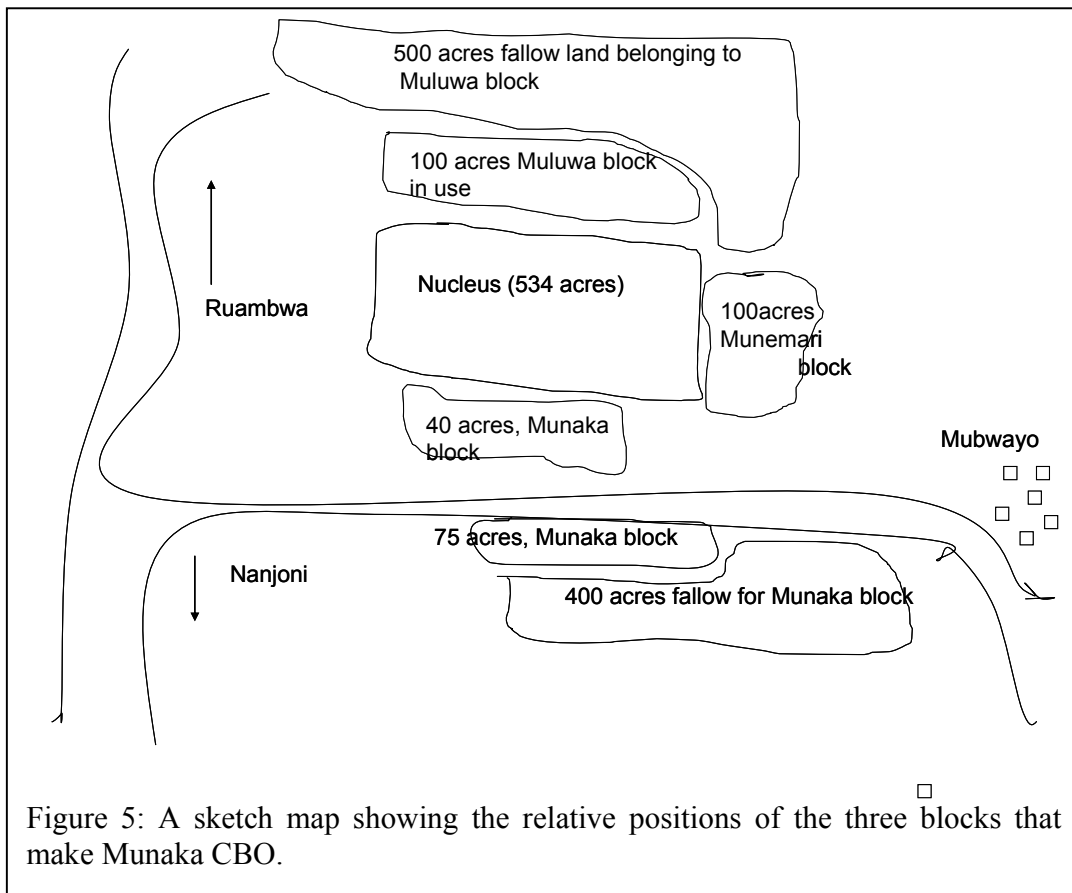 500 acres fallow land belonging to
Muluwa block
100 acres Muluwa block
in use
Nucleus (534 acres)
Ruambwa
100acres
Munemari
block
40 acres, Munaka
block
Mubwayo
75 acres, Munaka block
Nanjoni
400 acres fallow for Munaka block
Figure 5: A sketch map showing the relative positions of the three blocks that
make Munaka CBO.